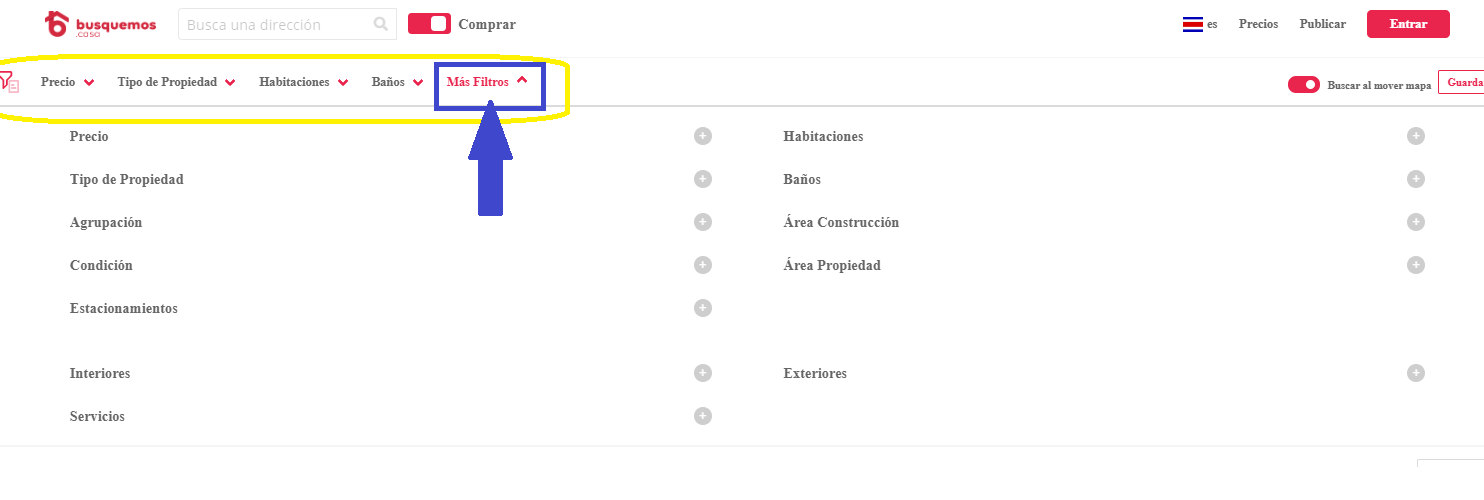 busquemos
.casa
Busca una dirección
Comprar
es
Precios
Publicar
Entrar
Precio
Tipo de Propiedad
Habitaciones
Baños
Más Filtros
Buscar al mover mapa
Guarda
Precio
Habitaciones
Tipo de Propiedad
Baños
Agrupación
Área Construcción
Condición
Área Propiedad
Estacionamientos
Interiores
Exteriores
Servicios